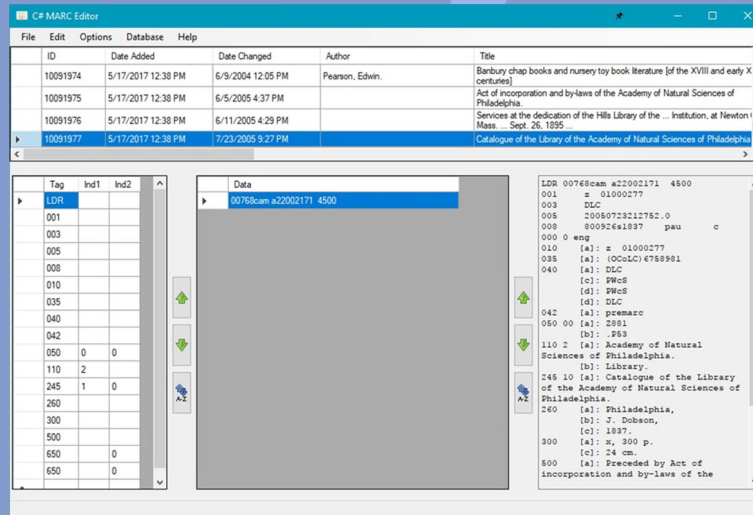 C# MARC Editor
File Edit Options Database Help
ID Date Added Date Changed Author Title
10091974 5/17/2017 12:38 PM 6/9/2004 12:05 PM Pearson, Edwin. Banbury chap books and nursery toy book literature [of the XVIII and early X
centuries]
10091975 5/17/2017 12:38 PM 6/5/2005 4:37 PM Act of incorporation and by-laws of the Academy of Natural Sciences of
Philadelphia.
10091976 5/17/2017 12:38 PM 6/11/2005 4:29 PM Services at the dedication of the Hills Library of the ... Institution, at Newton
Mass. ... Sept. 26, 1895 ...
10091977 5/17/2017 12:38 PM 7/23/2005 9:27 PM Catalogue of the Library of the Academy of Natural Sciences of Philadelphia
Tag Ind1 Ind2
LDR
001
003
005
008
010
035
040
042
050 0 0
110 2
245 1 0
260
300
500
650 0
650 0
A-Z
Data
00768cam a22002171 4500
A-Z
LDR 00768cam a22002171 4500
001 z 01000277
003 DLC
005 20050723212752.0
008 800926s1837 pau c
000 0 eng
010 [a]: z 01000277
035 [a]: (OCoLC)6758981
040 [a]: DLC
[c]: PWcS
[d]: PWcS
[d]: DLC
042 [a]: premarc
050 00 [a]: Z881
[b]: .P53
110 2 [a]: Academy of Natural
Sciences of Philadelphia.
[b]: Library.
245 10 [a]: Catalogue of the Library
of the Academy of Natural Sciences of
Philadelphia.
260 [a]: Philadelphia,
[b]: J. Dobson,
[c]: 1837.
300 [a]: x, 300 p.
[c]: 24 cm.
500 [a]: Preceded by Act of
incorporation and by-laws of the